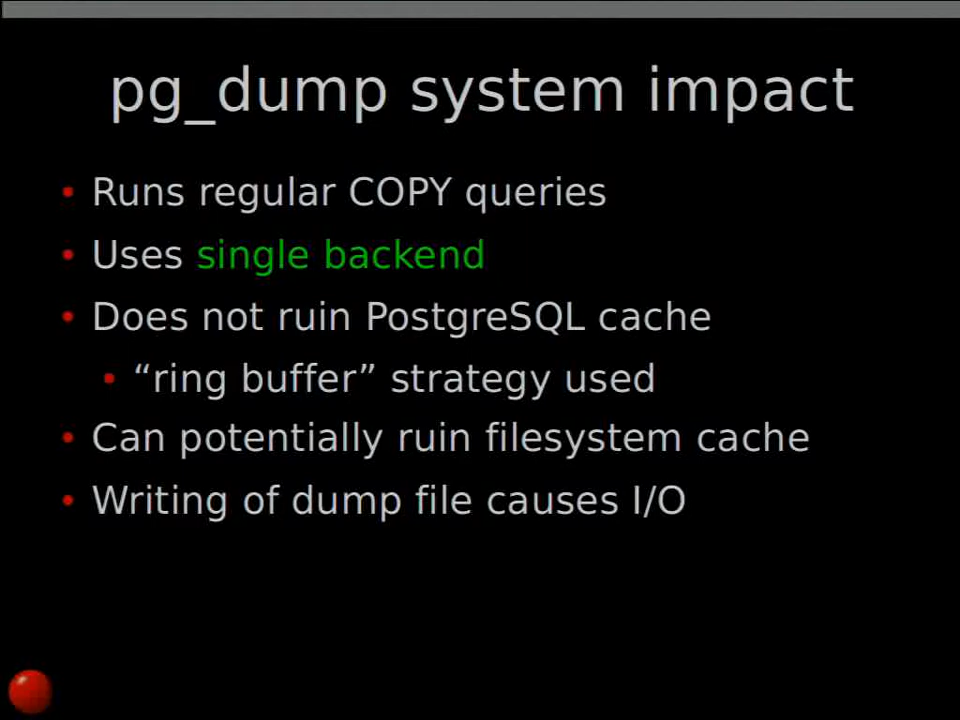 pg_dump system impact
Runs regular COPY queries
Uses single backend
Does not ruin PostgreSQL cache
“ring buffer” strategy used
Can potentially ruin filesystem cache
Writing of dump file causes I/O